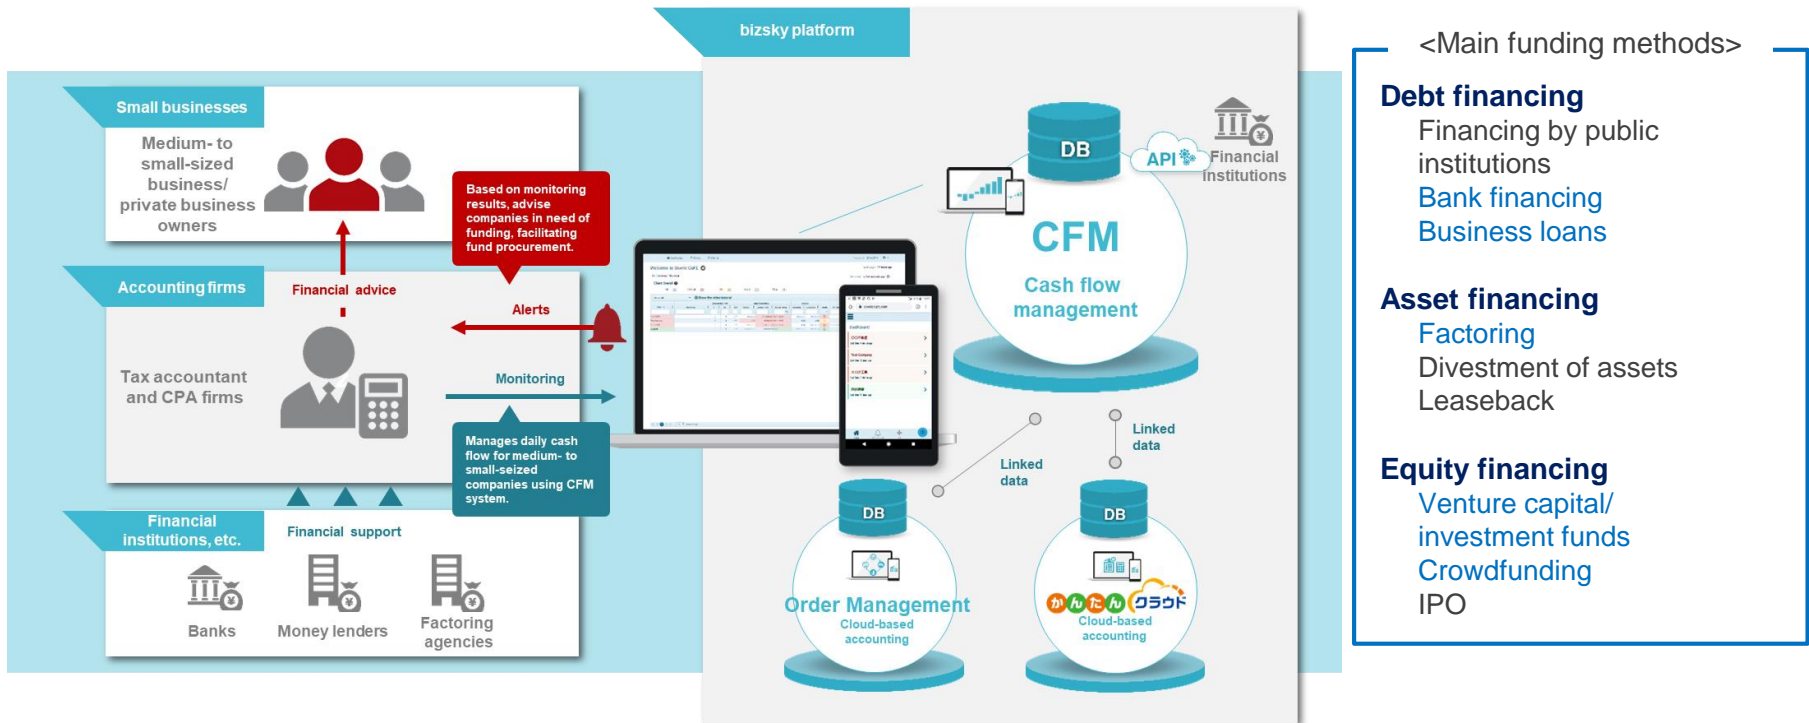 bizsky platform
Small businesses
Medium- to
small-sized
business/
private business
owners
Based on monitoring
results, advise
companies in need of
funding, facilitating
fund procurement.
Accounting firms
Financial advice
Alerts
Tax accountant
and CPA firms
Monitoring
Manages daily cash
flow for medium- to
small-seized
companies using CFM
system.
Financial
institutions, etc.
Financial support
Banks
Money lenders
Factoring
agencies
DB
API
Financial
institutions
CFM
Cash flow
management
Linked
data
Linked
data
DB
Order Management
Cloud-based
accounting
DB
かんたんクラウド
Cloud-based
accounting
<Main funding methods>
Debt financing
Financing by public
institutions
Bank financing
Business loans
Asset financing
Factoring
Divestment of assets
Leaseback
Equity financing
Venture capital/
investment funds
Crowdfunding
IPO